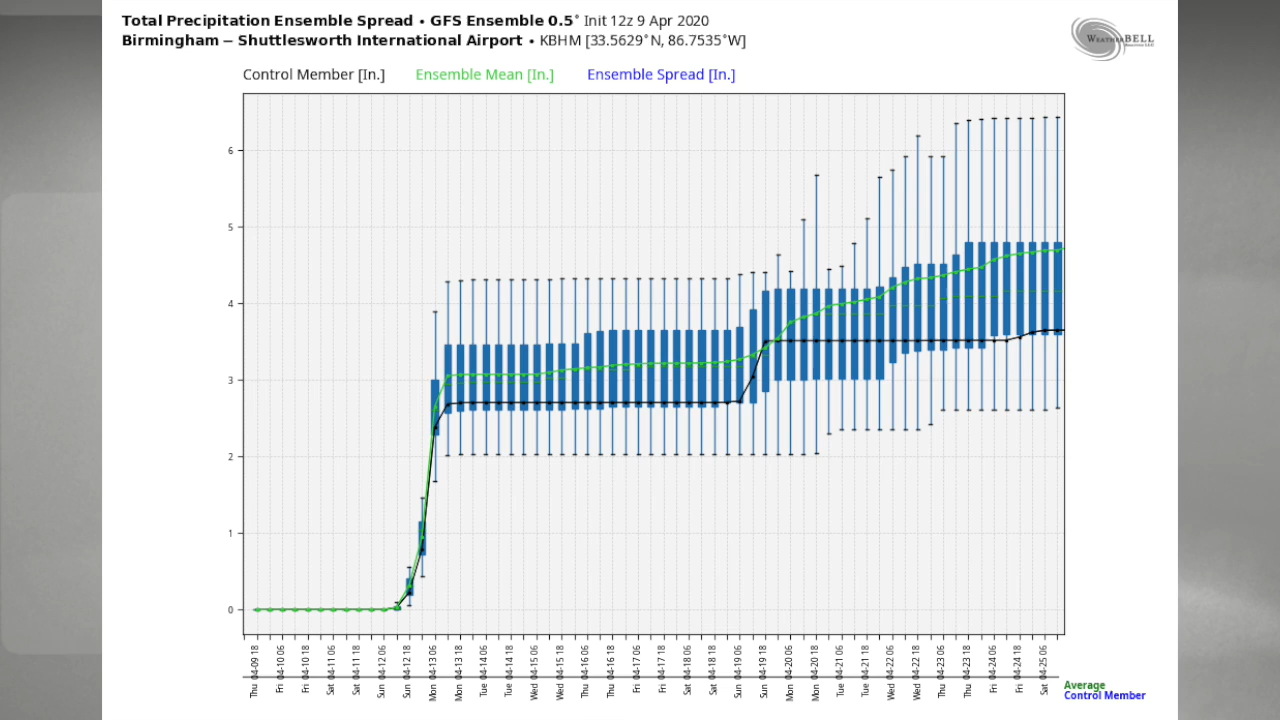 Total Precipitation Ensemble Spread • GFS Ensemble 0.5° Init 12z 9 Apr 2020
Birmingham – Shuttlesworth International Airport • KBHM [33.5629°N, 86.7535°W]
WEATHERBELL
Control Member [In.] Ensemble Mean [In.] Ensemble Spread [In.]
6
5
4
3
2
1
0
Thu 04-09 18
Fri 04-10 06
Fri 04-10 18
Sat 04-11 06
Sat 04-11 18
Sun 04-12 06
Sun 04-12 18
Mon 04-13 06
Mon 04-13 18
Tue 04-14 06
Tue 04-14 18
Wed 04-15 06
Wed 04-15 18
Thu 04-16 06
Thu 04-16 18
Fri 04-17 06
Fri 04-17 18
Sat 04-18 06
Sat 04-18 18
Sun 04-19 06
Sun 04-19 18
Mon 04-20 06
Mon 04-20 18
Tue 04-21 06
Tue 04-21 18
Wed 04-22 06
Wed 04-22 18
Thu 04-23 06
Thu 04-23 18
Fri 04-24 06
Fri 04-24 18
Sat 04-25 06
Average
Control Member